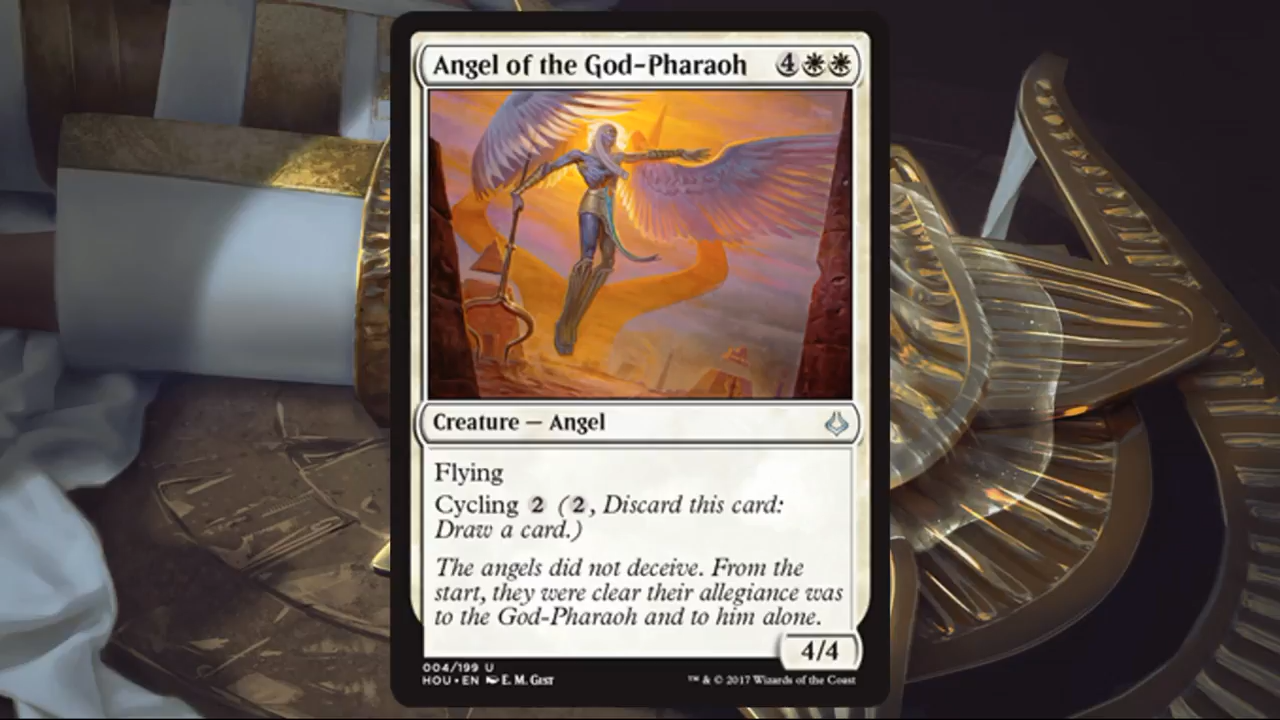 Angel of the God-Pharaoh 4
Creature — Angel
Flying
Cycling 2 (2, Discard this card:
Draw a card.)
The angels did not deceive. From the
start, they were clear their allegiance was
to the God-Pharaoh and to him alone.
4/4
004/199 U
HOU • EN E. M. Gist
™ & © 2017 Wizards of the Coast